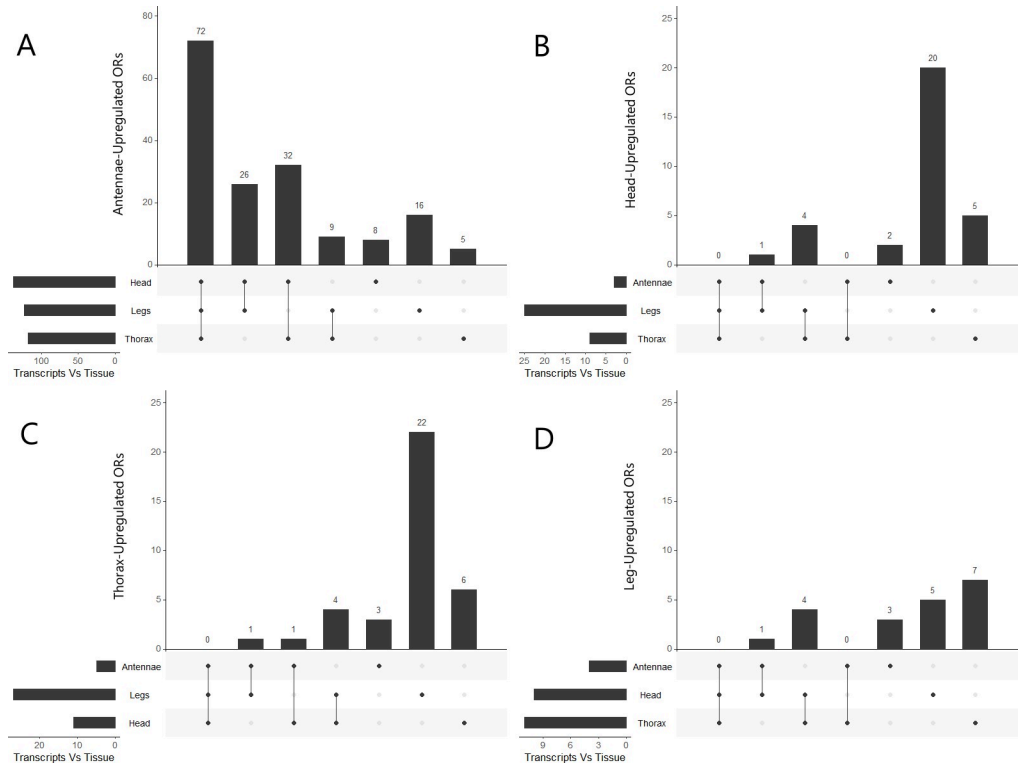 A
Antennae-Upregulated ORs
80
60
40
20
0
72
26
32
9
8
16
5
Head
Legs
Thorax
100 50 0
Transcripts Vs Tissue
B
Head-Upregulated ORs
25
20
15
10
5
0
0
1
4
0
2
20
5
Antennae
Legs
Thorax
25 20 15 10 5 0
Transcripts Vs Tissue
C
Thorax-Upregulated ORs
25
20
15
10
5
0
0
1
1
4
3
22
6
Antennae
Legs
Head
20 10 0
Transcripts Vs Tissue
D
Leg-Upregulated ORs
25
20
15
10
5
0
0
1
4
0
3
5
7
Antennae
Head
Thorax
9 6 3 0
Transcripts Vs Tissue